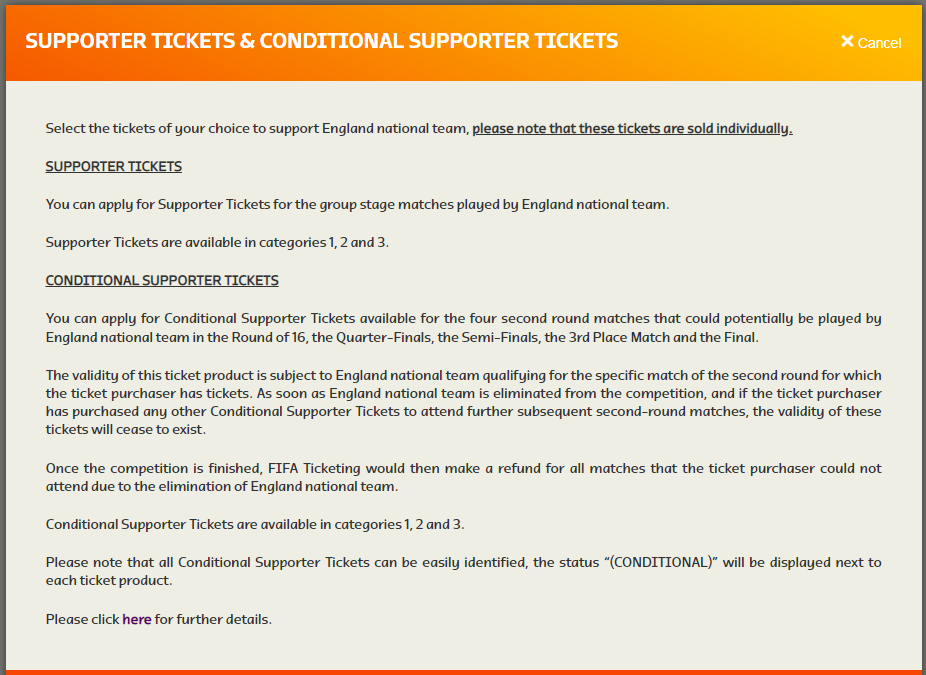 SUPPORTER TICKETS & CONDITIONAL SUPPORTER TICKETS
✕ Cancel
Select the tickets of your choice to support England national team, please note that these tickets are sold individually.
SUPPORTER TICKETS
You can apply for Supporter Tickets for the group stage matches played by England national team.
Supporter Tickets are available in categories 1, 2 and 3.
CONDITIONAL SUPPORTER TICKETS
You can apply for Conditional Supporter Tickets available for the four second round matches that could potentially be played by
England national team in the Round of 16, the Quarter-Finals, the Semi-Finals, the 3rd Place Match and the Final.
The validity of this ticket product is subject to England national team qualifying for the specific match of the second round for which
the ticket purchaser has tickets. As soon as England national team is eliminated from the competition, and if the ticket purchaser
has purchased any other Conditional Supporter Tickets to attend further subsequent second-round matches, the validity of these
tickets will cease to exist.
Once the competition is finished, FIFA Ticketing would then make a refund for all matches that the ticket purchaser could not
attend due to the elimination of England national team.
Conditional Supporter Tickets are available in categories 1, 2 and 3.
Please note that all Conditional Supporter Tickets can be easily identified, the status “(CONDITIONAL)” will be displayed next to
each ticket product.
Please click here for further details.